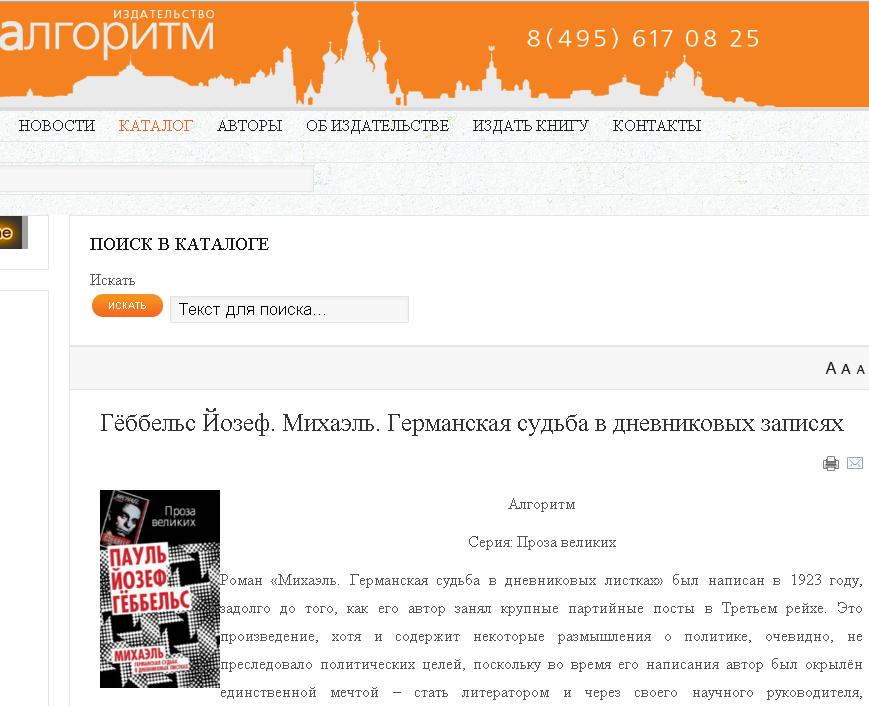 ИЗДАТЕЛЬСТВО
алгоритм
8(495) 617 08 25
НОВОСТИ КАТАЛОГ АВТОРЫ ОБ ИЗДАТЕЛЬСТВЕ ИЗДАТЬ КНИГУ КОНТАКТЫ
ПОИСК В КАТАЛОГЕ
Искать
ИСКАТЬ Текст для поиска...
A A A
Гёббельс Йозеф. Михаэль. Германская судьба в дневниковых записях
MICHAEL
Проза
великих
ПАУЛЬ
ЙОЗЕФ
ГЁББЕЛЬС
МИХАЭЛЬ
ГЕРМАНСКАЯ СУДЬБА
В ДНЕВНИКОВЫХ ЛИСТКАХ
Алгоритм
Серия: Проза великих
Роман «Михаэль. Германская судьба в дневниковых листках» был написан в 1923 году,
задолго до того, как его автор занял крупные партийные посты в Третьем рейхе. Это
произведение, хотя и содержит некоторые размышления о политике, очевидно, не
преследовало политических целей, поскольку во время его написания автор был окрылён
единственной мечтой – стать литератором и через своего научного руководителя,